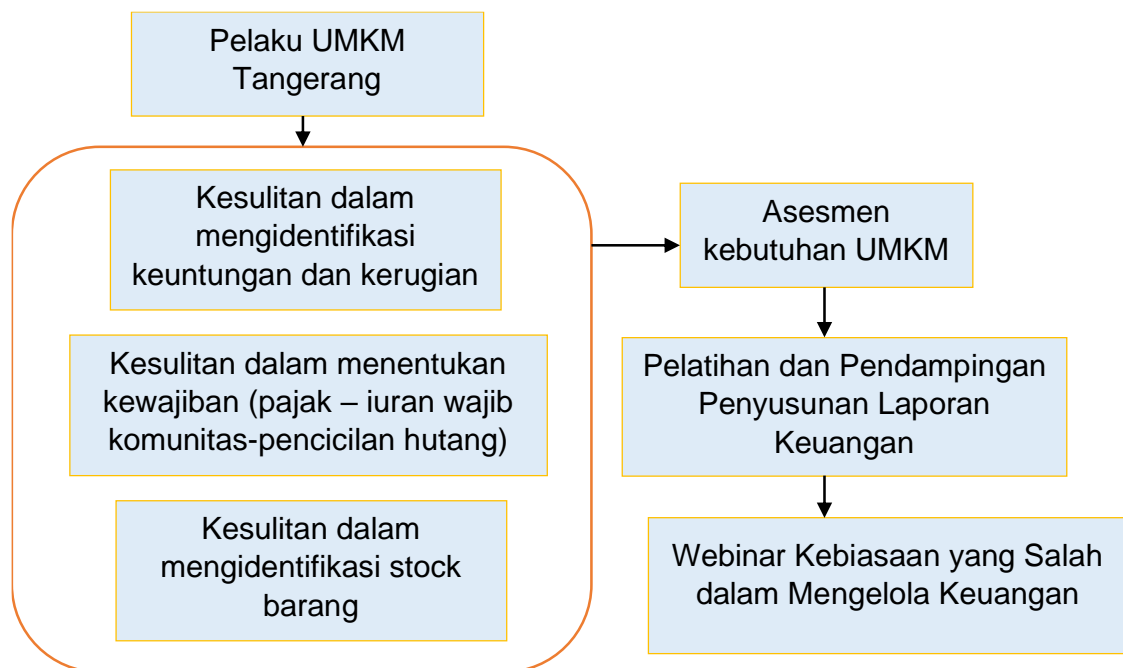 Pelaku UMKM
Tangerang
Kesulitan dalam
mengidentifikasi
keuntungan dan kerugian
Kesulitan dalam menentukan
kewajiban (pajak – iuran wajib
komunitas-pencicilan hutang)
Kesulitan dalam
mengidentifikasi stock
barang
Asesmen
kebutuhan UMKM
Pelatihan dan Pendampingan
Penyusunan Laporan
Keuangan
Webinar Kebiasaan yang Salah
dalam Mengelola Keuangan